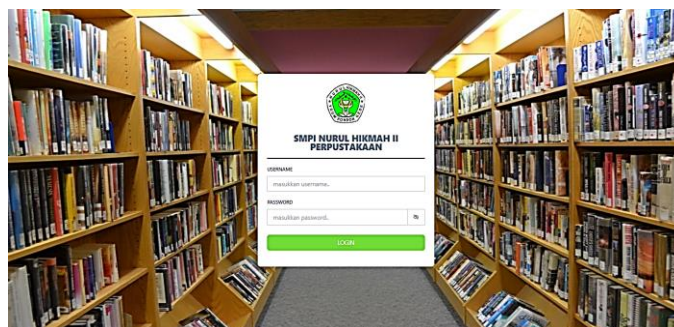 SMPI NURUL HIKMAH II
PERPUSTAKAAN
USERNAME
masukkan username..
PASSWORD
masukkan password..
LOGIN